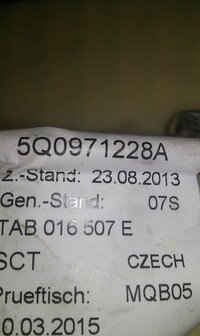 5Q0971228A
z.-Stand: 23.08.2013
Gen.-Stand: 07S
TAB 016 507 E
SCT CZECH
Prueftisch: MQB05
0.03.2015